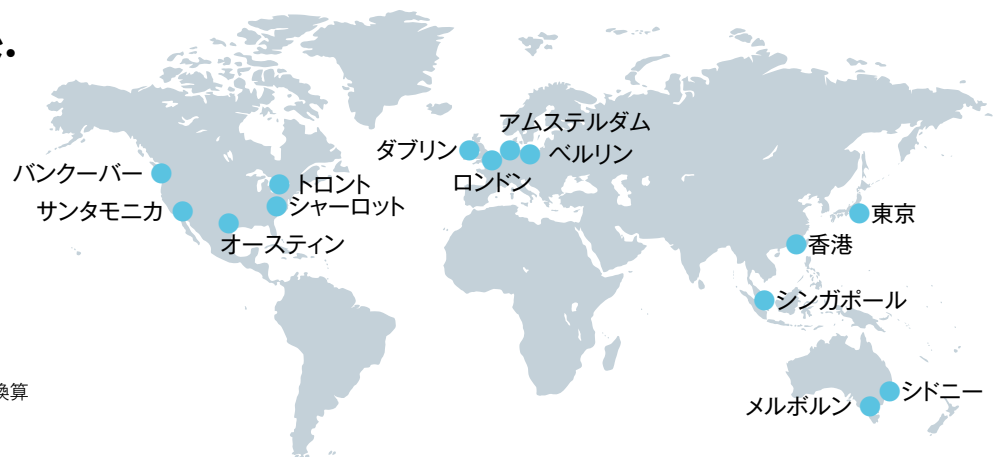 アムステルダム
ダブリン
ベルリン
ロンドン
バンクーバー
トロント
サンタモニカ
シャーロット
オースティン
東京
香港
シンガポール
換算
シドニー
メルボルン